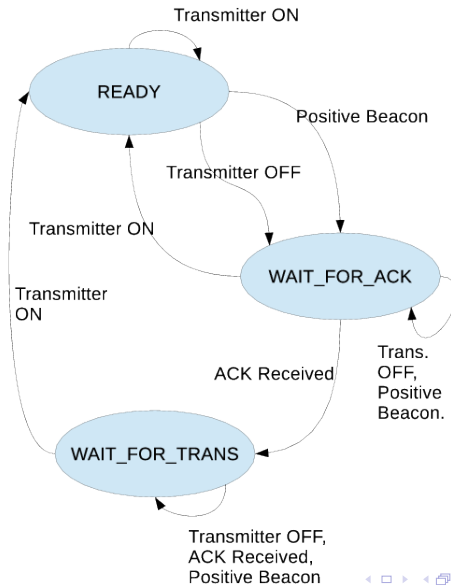 Transmitter ON
READY
Positive Beacon
Transmitter OFF
Transmitter ON
WAIT_FOR_ACK
Transmitter
ON
Trans.
OFF,
Positive
Beacon.
ACK Received
WAIT_FOR_TRANS
Transmitter OFF,
ACK Received,
Positive Beacon